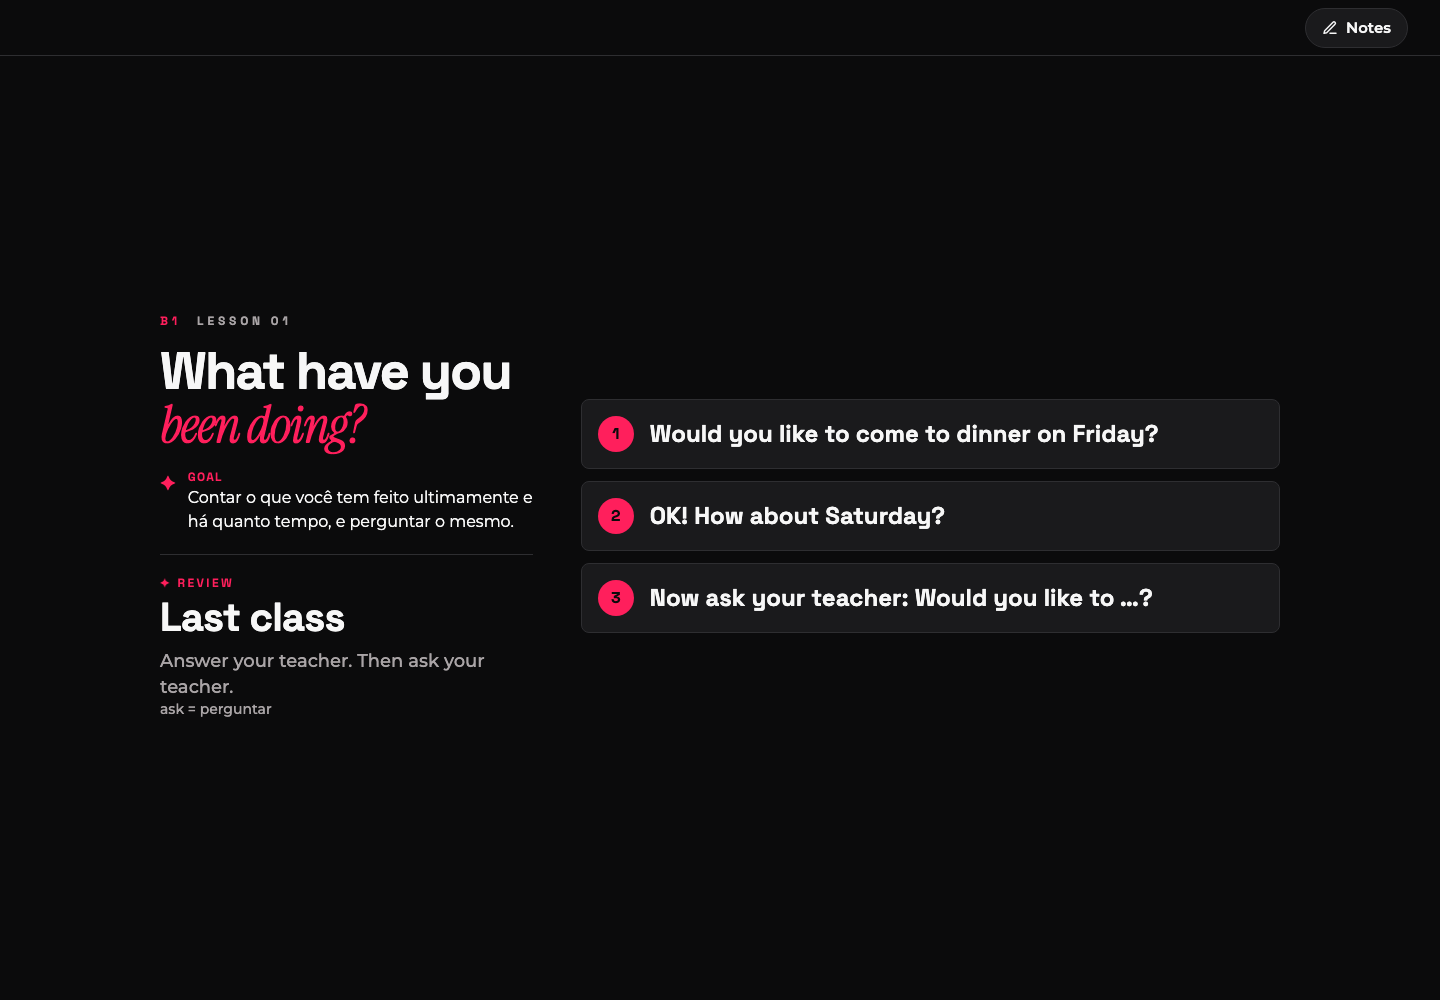 Notes
B1 LESSON 01
What have you
been doing?
GOAL
Contar o que você tem feito ultimamente e
há quanto tempo, e perguntar o mesmo.
REVIEW
Last class
Answer your teacher. Then ask your
teacher.
ask = perguntar
1 Would you like to come to dinner on Friday?
2 OK! How about Saturday?
3 Now ask your teacher: Would you like to ...?